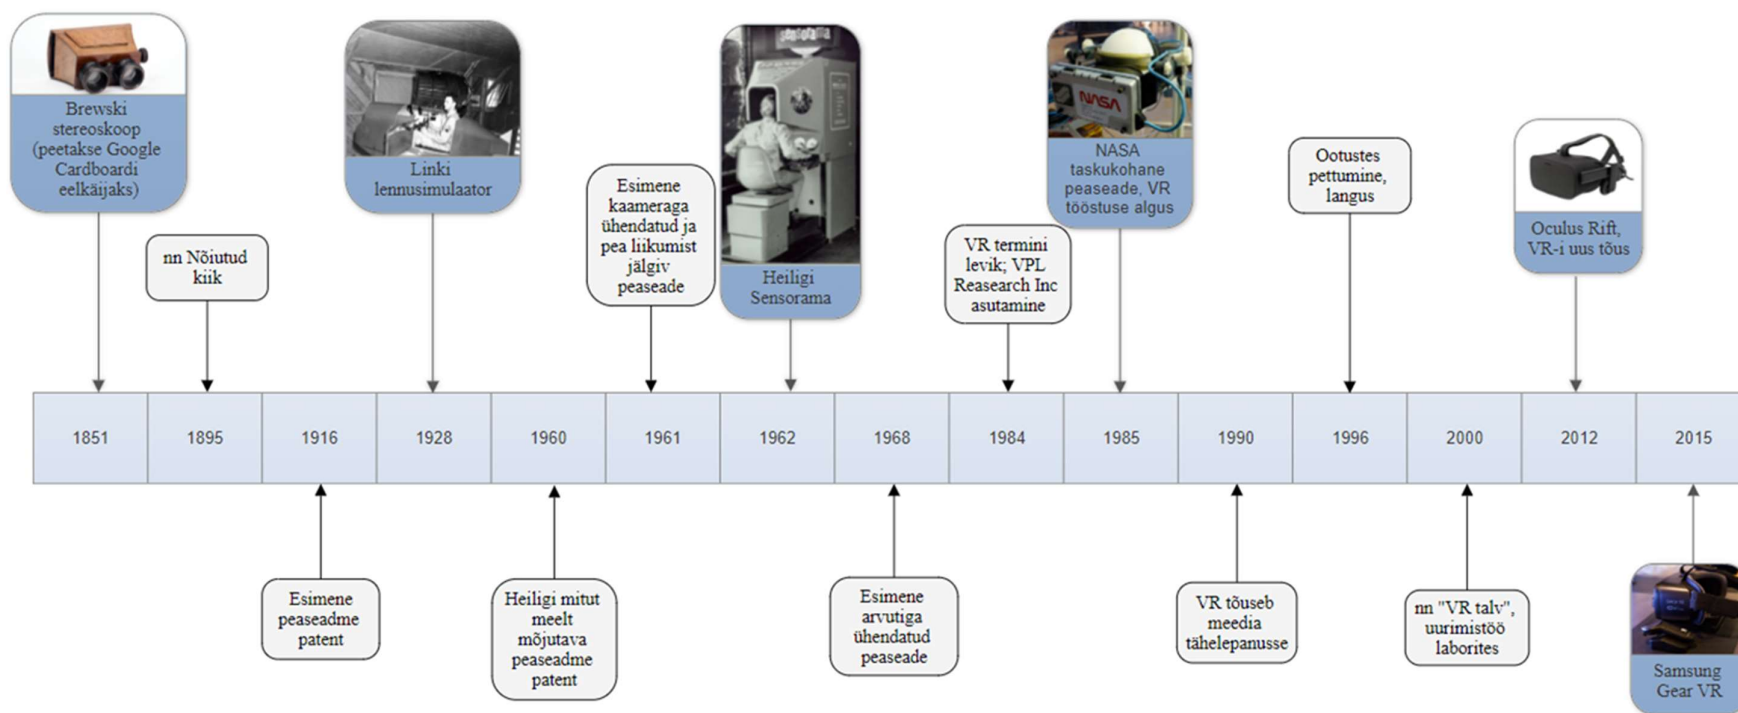 Brewski
stereoskoop
(peetakse Google
Cardboardi
eelkäijaks)
nn Nõiutud
kiik
Linki
lennusimulaator
Esimene
kaameraga
ühendatud ja
pea liikumist
jälgiv
peaseade
sensorama
Heiligi
Sensorama
VR termini
levik; VPL
Reasearch Inc
asutamine
NASA
NASA
taskukohane
peaseade, VR
tööstuse algus
Ootustes
pettumine,
langus
Oculus Rift,
VR-i uus tõus
1851
1895
1916
1928
1960
1961
1962
1968
1984
1985
1990
1996
2000
2012
2015
Esimene
peaseadme
patent
Heiligi mitut
meelt
mõjutava
peaseadme
patent
Esimene
arvutiga
ühendatud
peaseade
VR tõuseb
meedia
tähelepanusse
nn "VR talv",
uurimistöö
laborites
Samsung
Gear VR